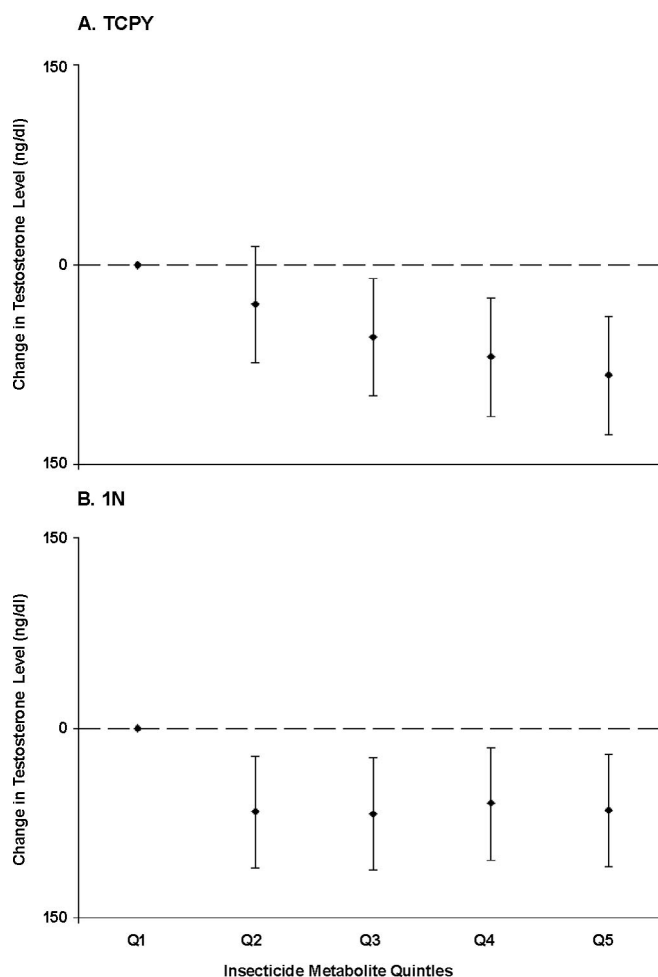 A. TCPY
150
Change in Testosterone Level (ng/dl)
0
150
B. 1N
150
Change in Testosterone Level (ng/dl)
0
150
Q1 Q2 Q3 Q4 Q5
Insecticide Metabolite Quintles